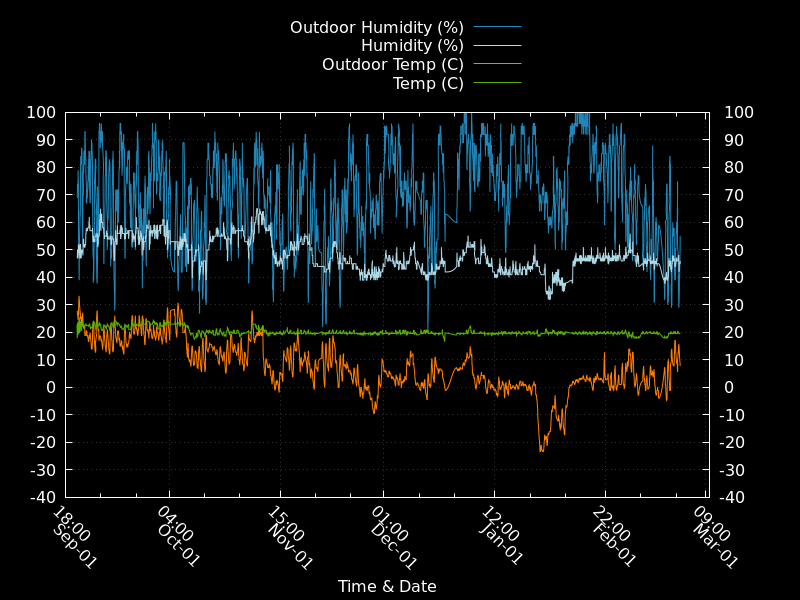 Outdoor Humidity (%)
Humidity (%)
Outdoor Temp (C)
Temp (C)
100 100
90 90
80 80
70 70
60 60
50 50
40 40
30 30
20 20
10 10
0 0
-10 -10
-20 -20
-30 -30
-40 -40
18:00 04:00 15:00 01:00 12:00 22:00 09:00
Sep-01 Oct-01 Nov-01 Dec-01 Jan-01 Feb-01 Mar-01
Time & Date